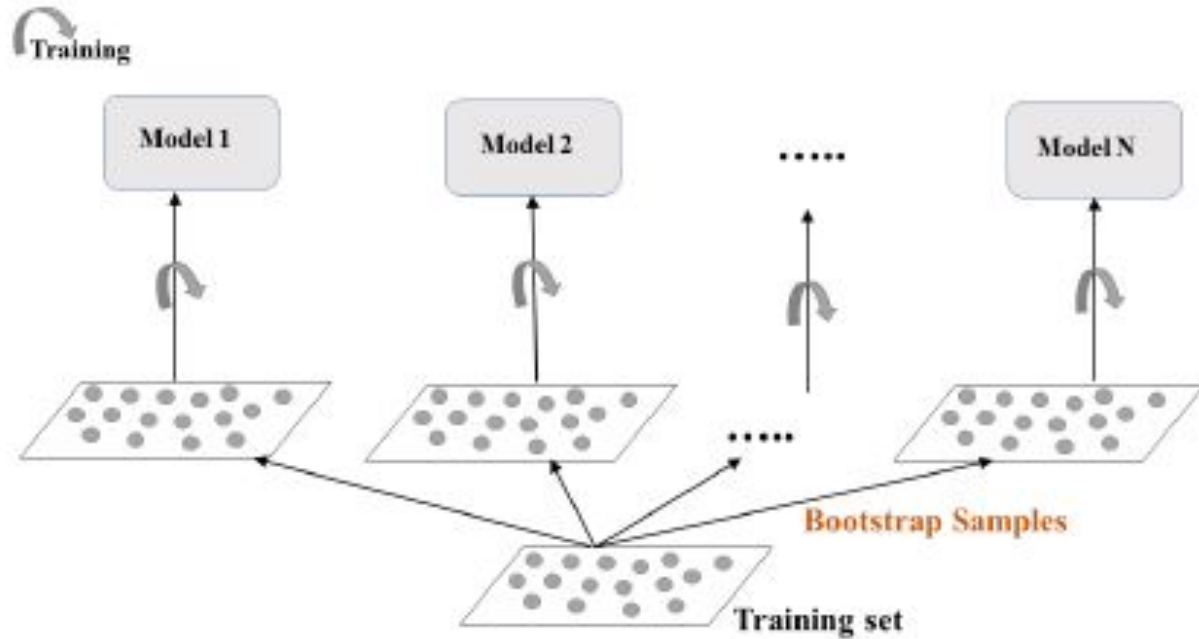 Training
Model 1
Model 2
.....
Model N
.....
Bootstrap Samples
Training set